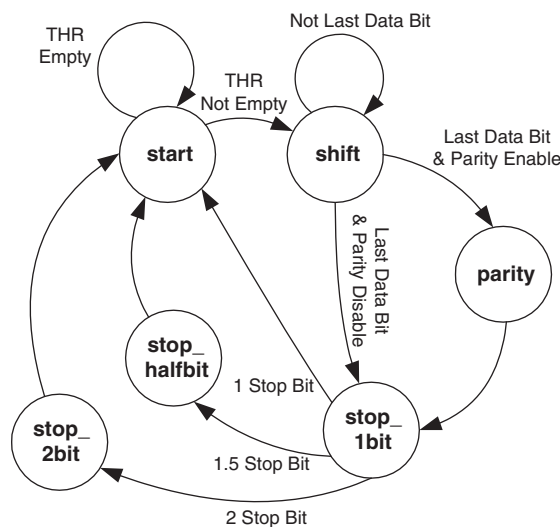 THR
Empty
Not Last Data Bit
THR
Not Empty
start
shift
Last Data Bit
& Parity Enable
Last Data Bit
& Parity Disable
parity
stop_
halfbit
1 Stop Bit
stop_
1bit
stop_
2bit
1.5 Stop Bit
2 Stop Bit